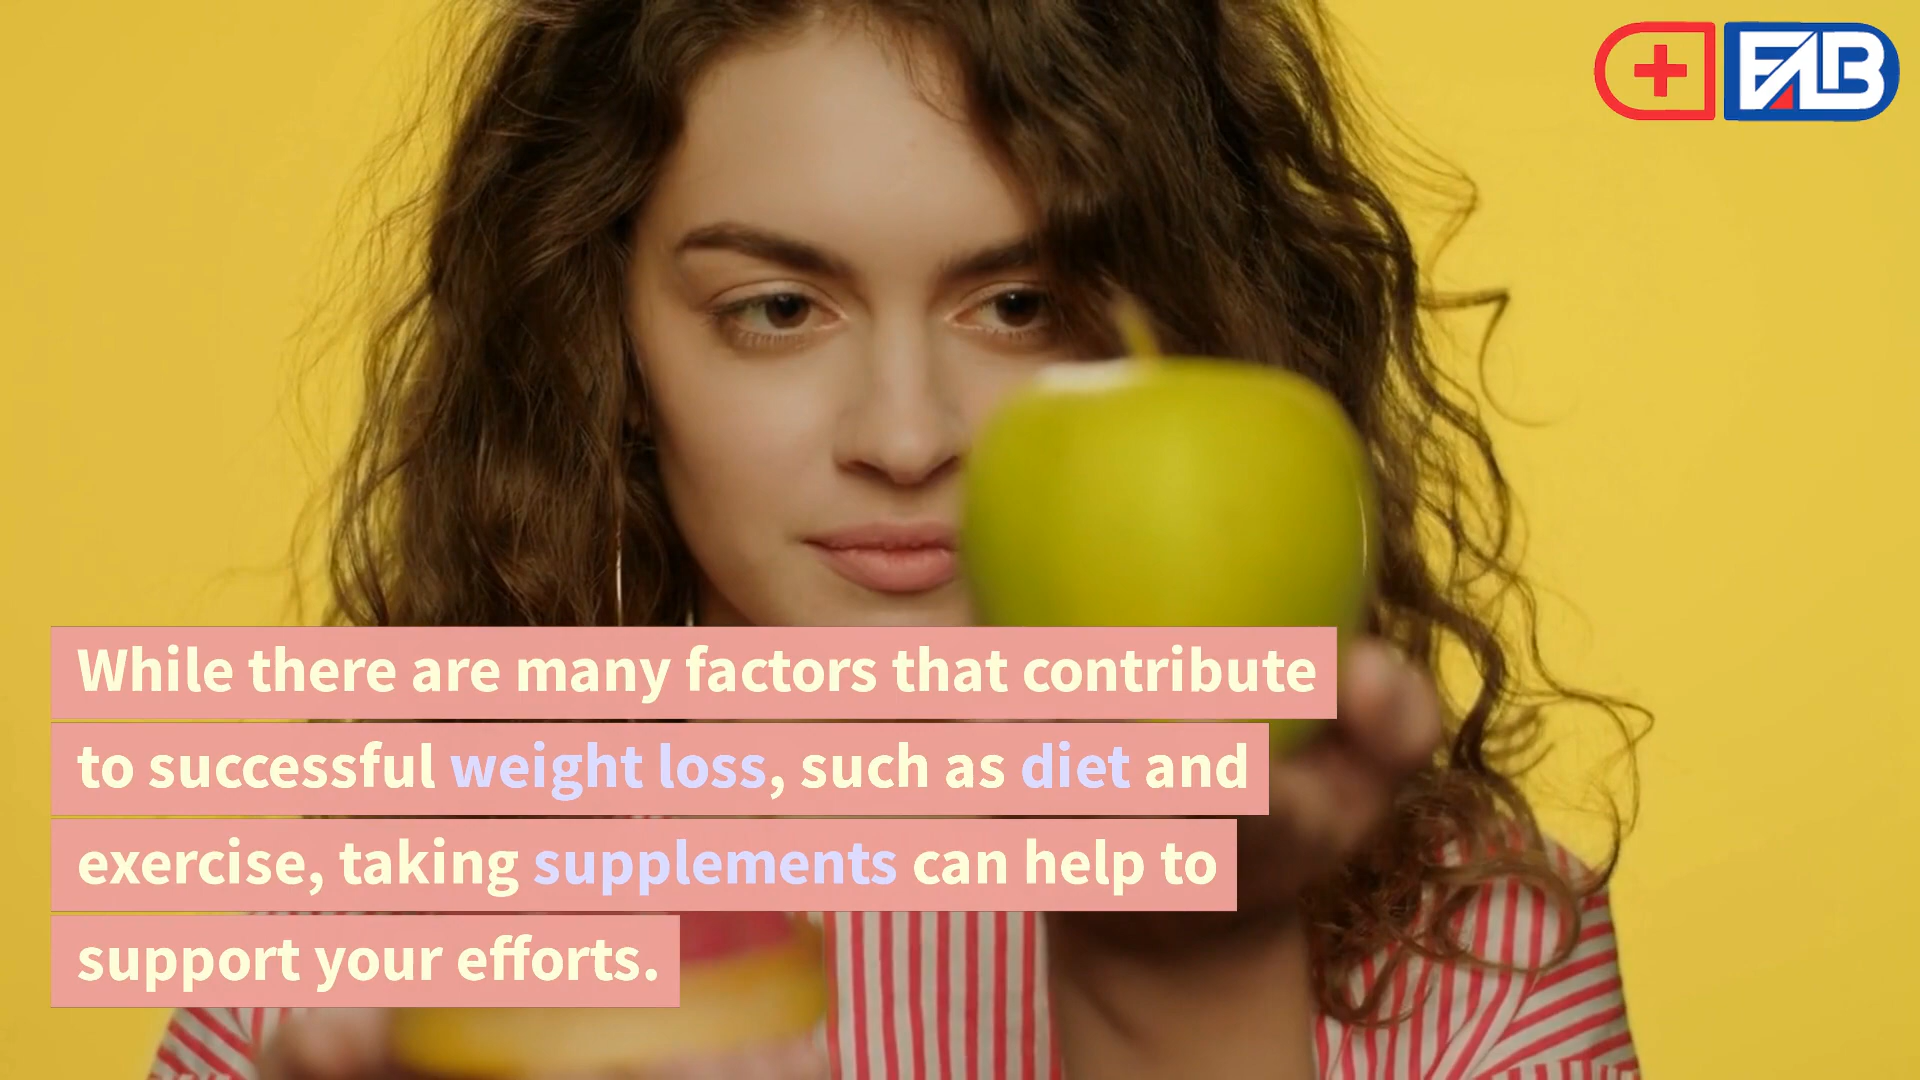 FAB
While there are many factors that contribute
to successful weight loss, such as diet and
exercise, taking supplements can help to
support your efforts.